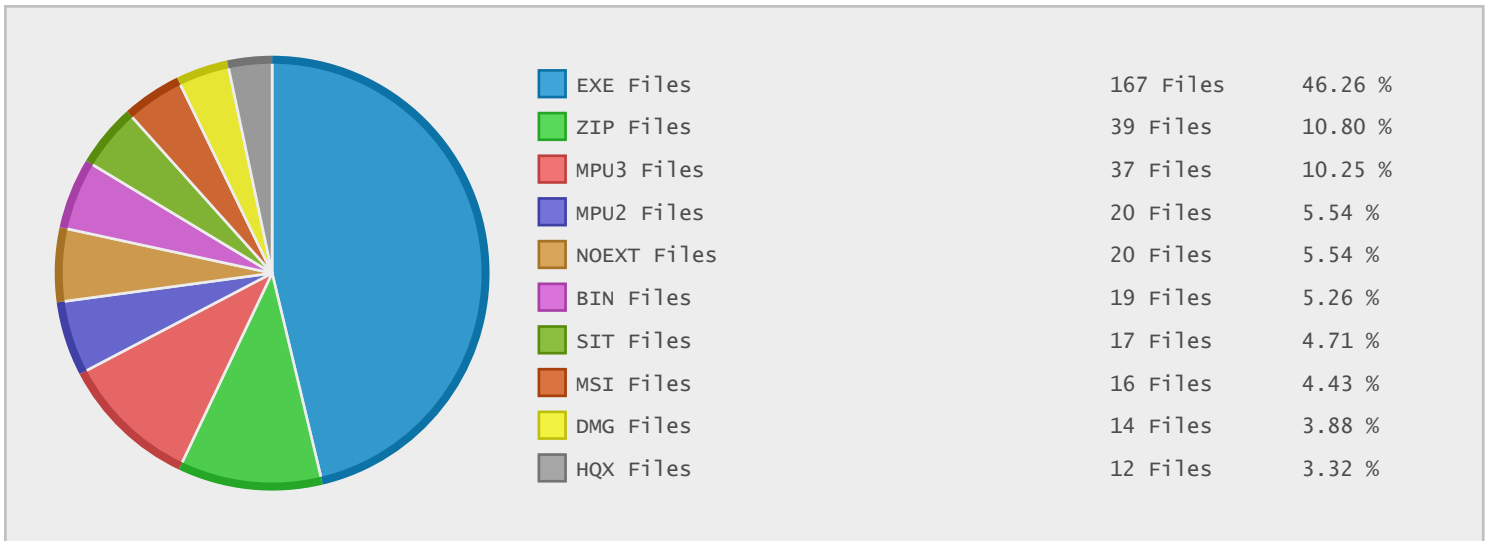 EXE Files 167 Files 46.26 %
ZIP Files 39 Files 10.80 %
MPU3 Files 37 Files 10.25 %
MPU2 Files 20 Files 5.54 %
NOEXT Files 20 Files 5.54 %
BIN Files 19 Files 5.26 %
SIT Files 17 Files 4.71 %
MSI Files 16 Files 4.43 %
DMG Files 14 Files 3.88 %
HQX Files 12 Files 3.32 %